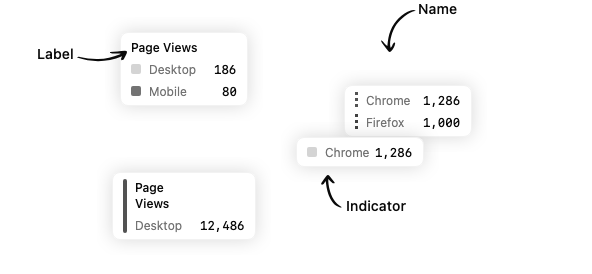 Name
Label
Page Views
Desktop 186
Mobile 80
Chrome 1,286
Firefox 1,000
Chrome 1,286
Indicator
Page
Views
Desktop 12,486